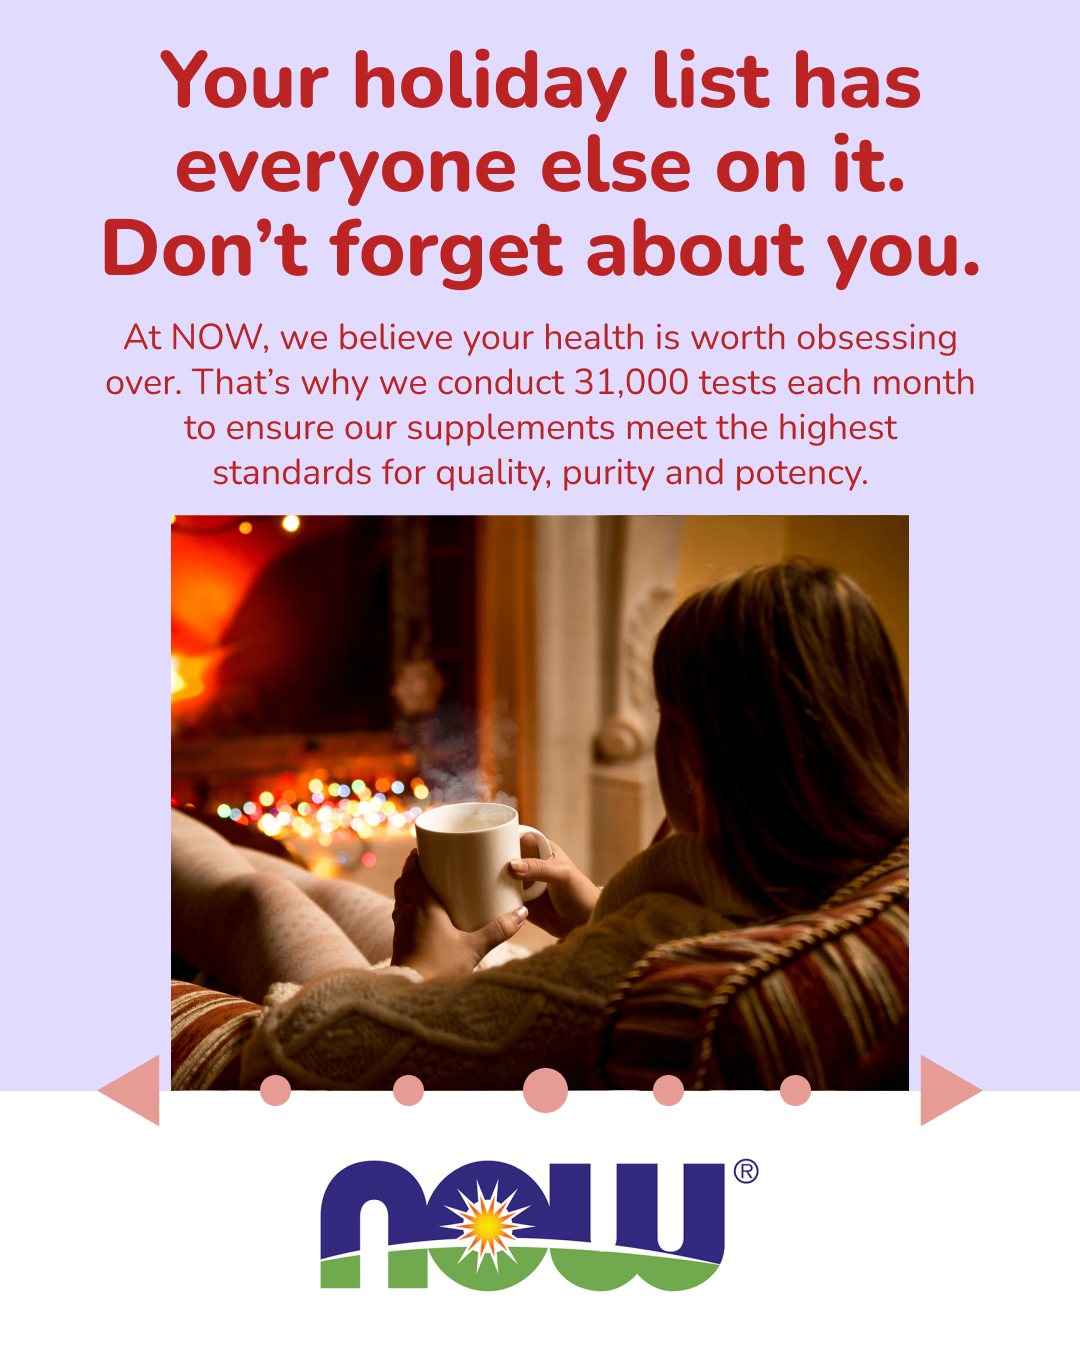 Your holiday list has
everyone else on it.
Don’t forget about you.
At NOW, we believe your health is worth obsessing
over. That’s why we conduct 31,000 tests each month
to ensure our supplements meet the highest
standards for quality, purity and potency.
now®